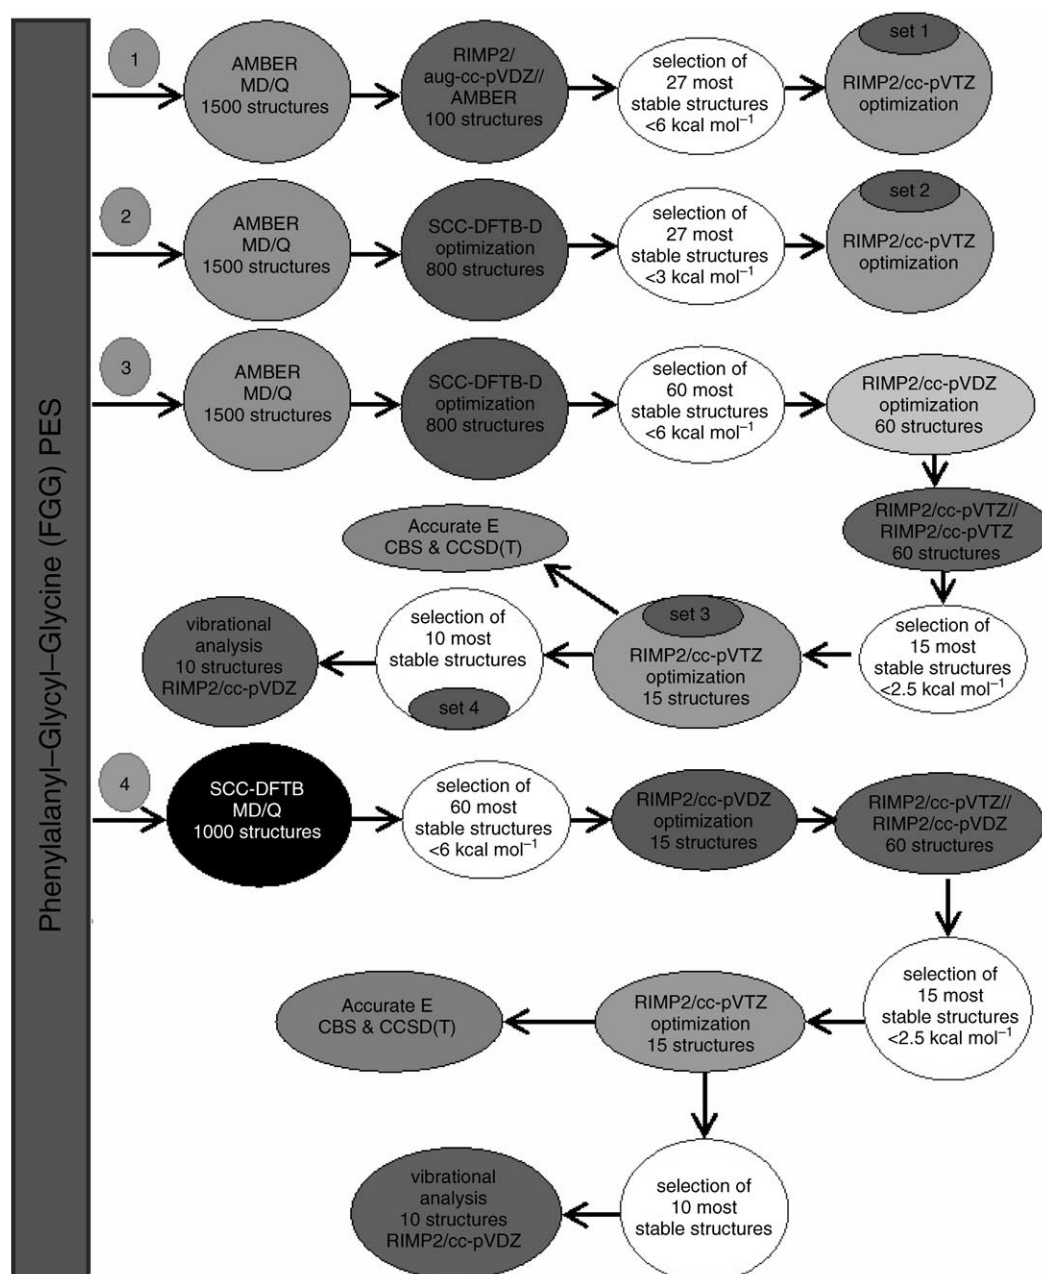 Phenylalanyl–Glycyl–Glycine (FGG) PES
1
AMBER
MD/Q
1500 structures
RIMP2/
aug-cc-pVDZ//
AMBER
100 structures
selection of
27 most
stable structures
<6 kcal mol⁻¹
set 1
RIMP2/cc-pVTZ
optimization
2
AMBER
MD/Q
1500 structures
SCC-DFTB-D
optimization
800 structures
selection of
27 most
stable structures
<3 kcal mol⁻¹
set 2
RIMP2/cc-pVTZ
optimization
3
AMBER
MD/Q
1500 structures
SCC-DFTB-D
optimization
800 structures
selection of
60 most
stable structures
<6 kcal mol⁻¹
RIMP2/cc-pVDZ
optimization
60 structures
RIMP2/cc-pVTZ//
RIMP2/cc-pVTZ
60 structures
selection of
15 most
stable structures
<2.5 kcal mol⁻¹
set 3
RIMP2/cc-pVTZ
optimization
15 structures
Accurate E
CBS & CCSD(T)
selection of
10 most
stable structures
set 4
vibrational
analysis
10 structures
RIMP2/cc-pVDZ
4
SCC-DFTB
MD/Q
1000 structures
selection of
60 most
stable structures
<6 kcal mol⁻¹
RIMP2/cc-pVDZ
optimization
15 structures
RIMP2/cc-pVTZ//
RIMP2/cc-pVDZ
60 structures
selection of
15 most
stable structures
<2.5 kcal mol⁻¹
RIMP2/cc-pVTZ
optimization
15 structures
Accurate E
CBS & CCSD(T)
selection of
10 most
stable structures
vibrational
analysis
10 structures
RIMP2/cc-pVDZ